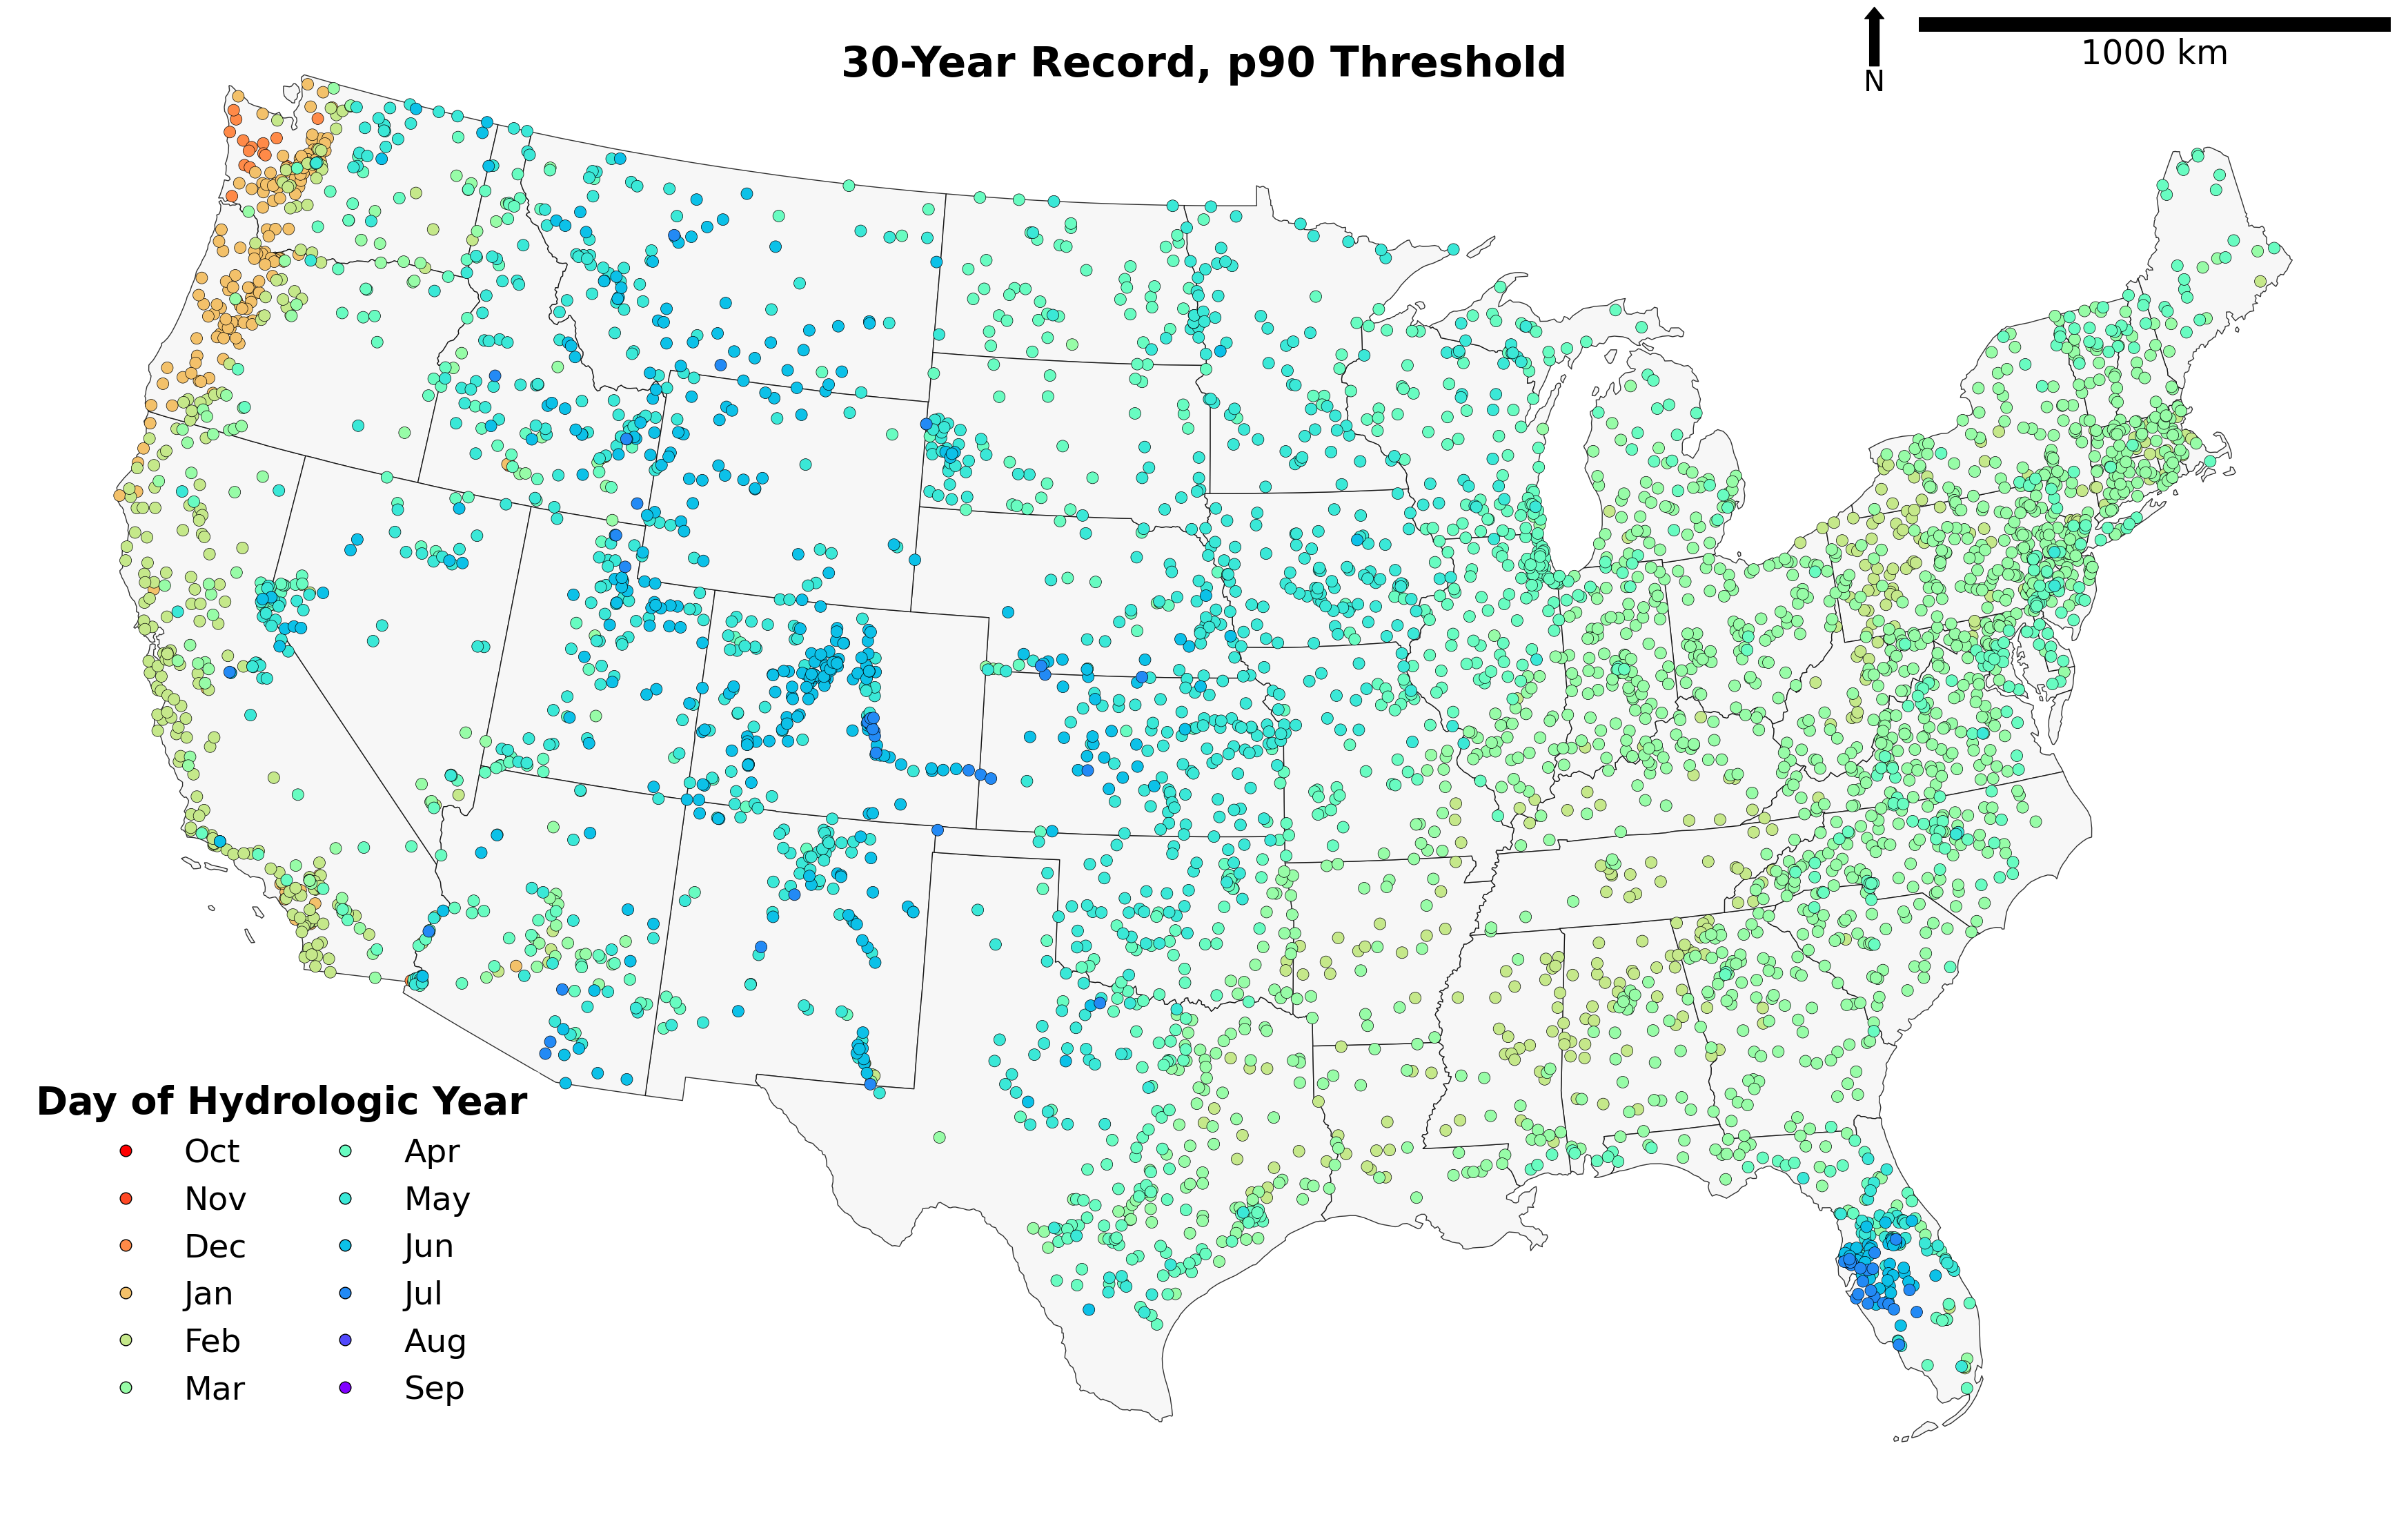 30-Year Record, p90 Threshold
N
1000 km
Day of Hydrologic Year
Oct Apr
Nov May
Dec Jun
Jan Jul
Feb Aug
Mar Sep